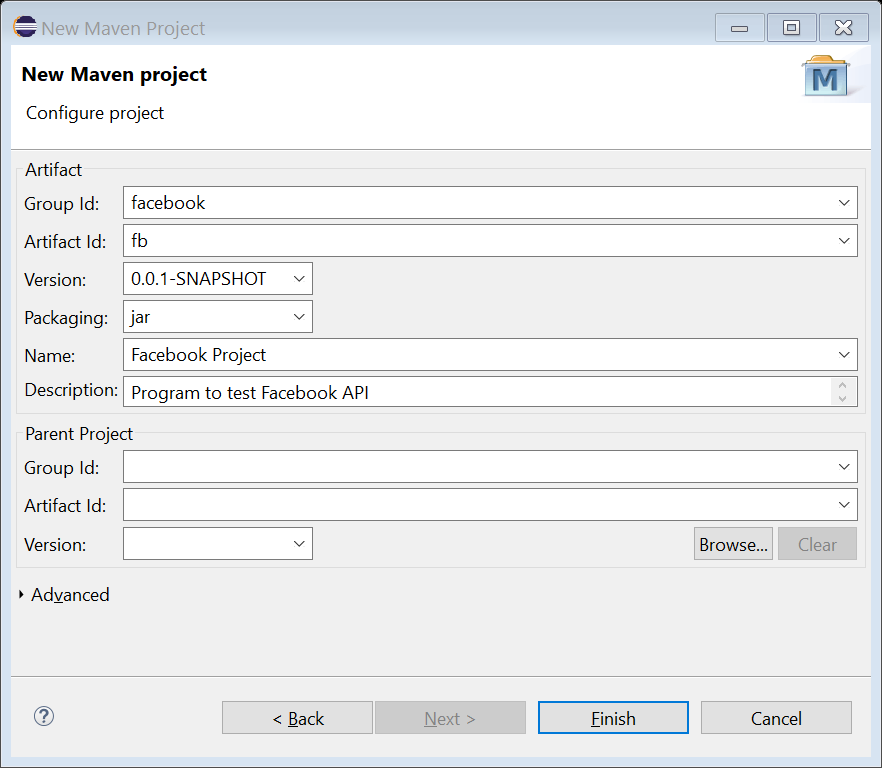 New Maven Project
New Maven project
M
Configure project
Artifact
Group Id: facebook
Artifact Id: fb
Version: 0.0.1-SNAPSHOT
Packaging: jar
Name: Facebook Project
Description: Program to test Facebook API
Parent Project
Group Id:
Artifact Id:
Version: Browse... Clear
Advanced
? < Back Next > Finish Cancel